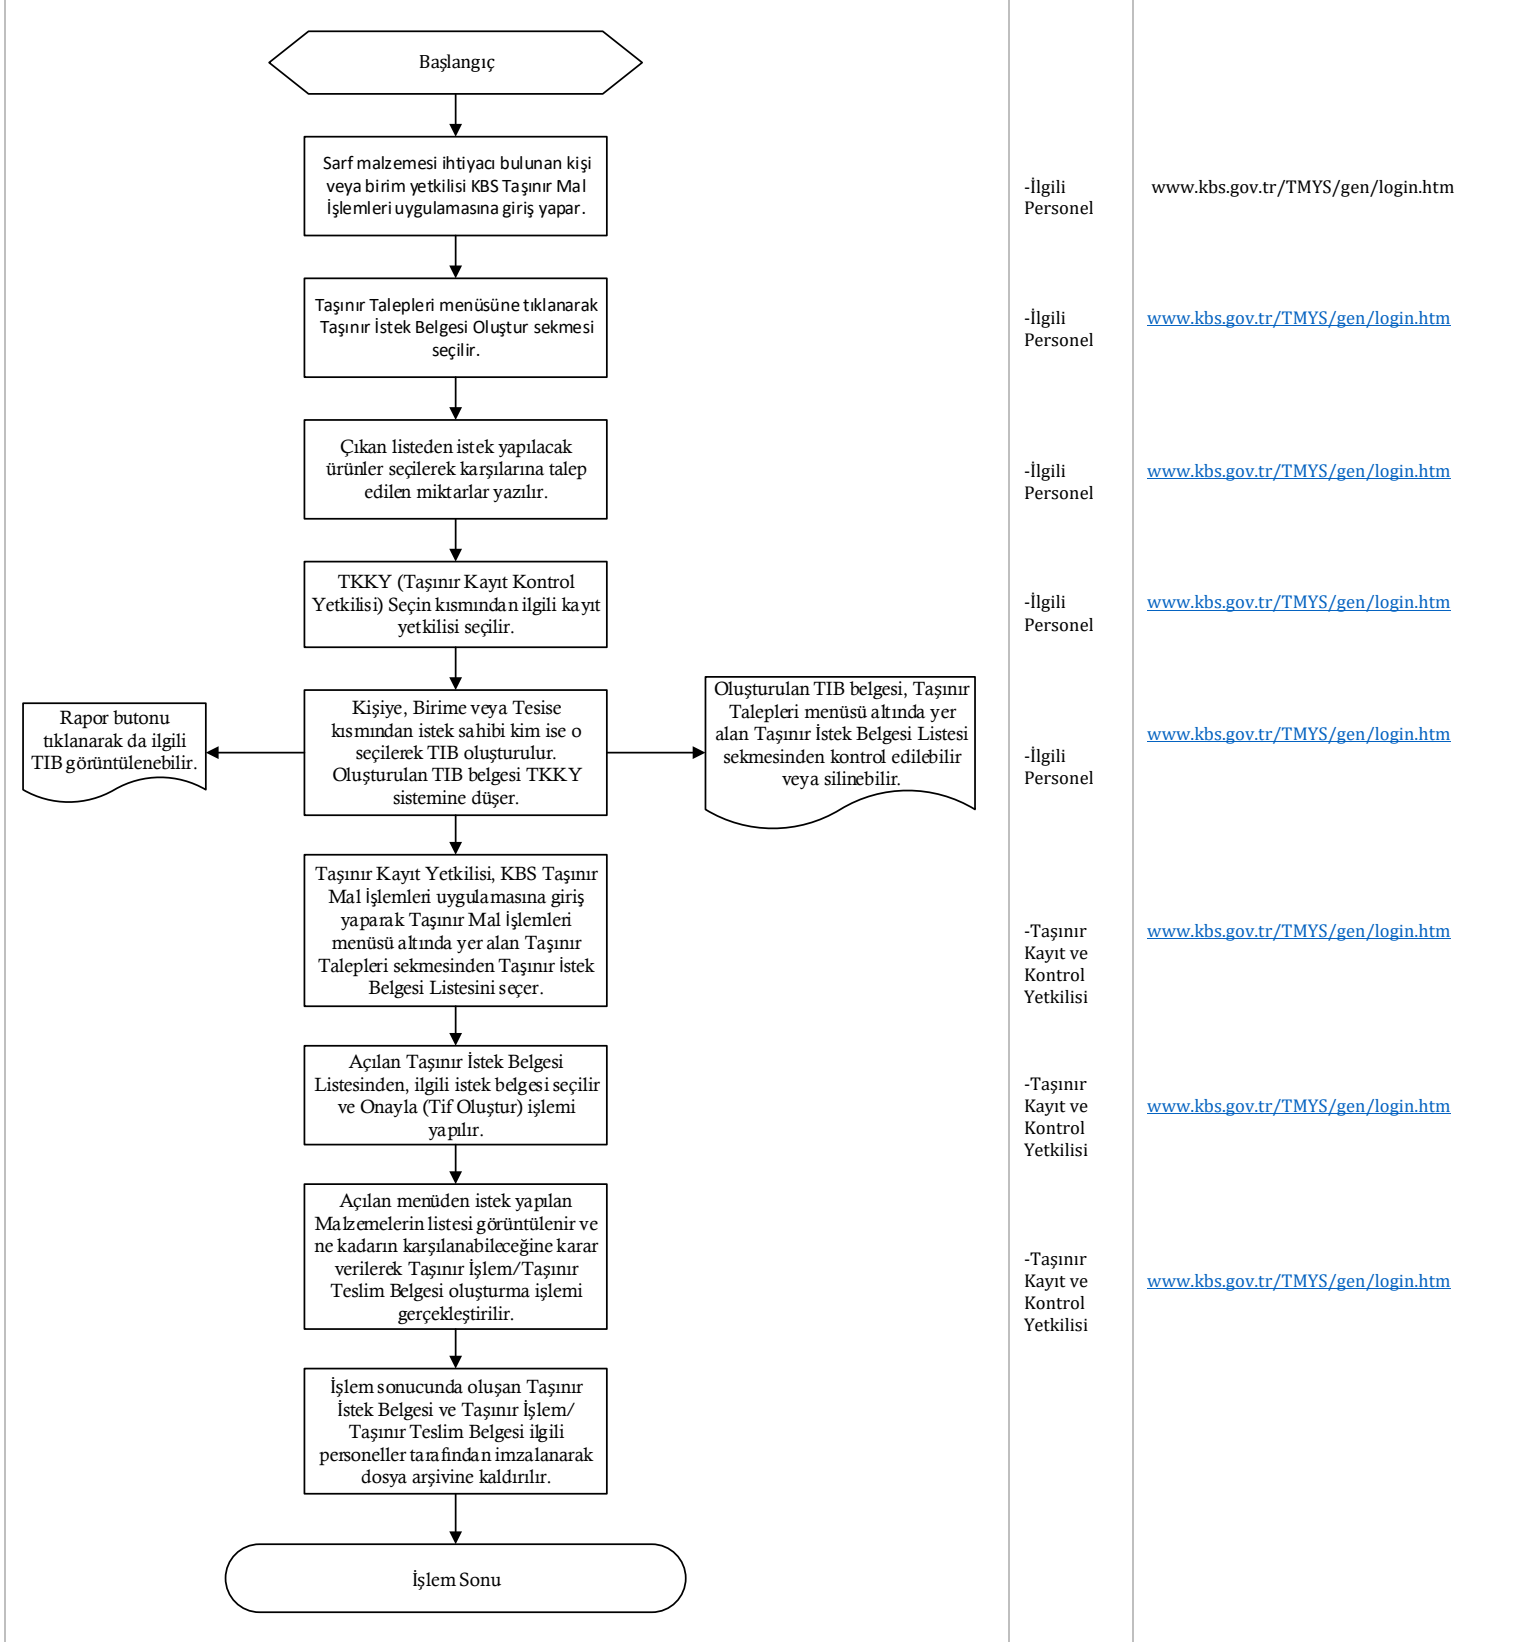 Başlangıç
Sarf malzemesi ihtiyacı bulunan kişi
veya birim yetkilisi KBS Taşınır Mal
İşlemleri uygulamasına giriş yapar.
-İlgili
Personel
www.kbs.gov.tr/TMYS/gen/login.htm
Taşınır Talepleri menüsüne tıklanarak
Taşınır İstek Belgesi Oluştur sekmesi
seçilir.
-İlgili
Personel
www.kbs.gov.tr/TMYS/gen/login.htm
Çıkan listeden istek yapılacak
ürünler seçilerek karşılarına talep
edilen miktarlar yazılır.
-İlgili
Personel
www.kbs.gov.tr/TMYS/gen/login.htm
TKKY (Taşınır Kayıt Kontrol
Yetkilisi) Seçin kısmından ilgili kayıt
yetkilisi seçilir.
-İlgili
Personel
www.kbs.gov.tr/TMYS/gen/login.htm
Rapor butonu
tıklanarak da ilgili
TIB görüntülenebilir.
Kişiye, Birime veya Tesise
kısmından istek sahibi kim ise o
seçilerek TIB oluşturulur.
Oluşturulan TIB belgesi TKKY
sistemine düşer.
Oluşturulan TIB belgesi, Taşınır
Talepleri menüsü altında yer
alan Taşınır İstek Belgesi Listesi
sekmesinden kontrol edilebilir
veya silinebilir.
-İlgili
Personel
www.kbs.gov.tr/TMYS/gen/login.htm
Taşınır Kayıt Yetkilisi, KBS Taşınır
Mal İşlemleri uygulamasına giriş
yaparak Taşınır Mal İşlemleri
menüsü altında yer alan Taşınır
Talepleri sekmesinden Taşınır İstek
Belgesi Listesini seçer.
-Taşınır
Kayıt ve
Kontrol
Yetkilisi
www.kbs.gov.tr/TMYS/gen/login.htm
Açılan Taşınır İstek Belgesi
Listesinden, ilgili istek belgesi seçilir
ve Onayla (Tif Oluştur) işlemi
yapılır.
-Taşınır
Kayıt ve
Kontrol
Yetkilisi
www.kbs.gov.tr/TMYS/gen/login.htm
Açılan menüden istek yapılan
Malzemelerin listesi görüntülenir ve
ne kadarın karşılanabileceğine karar
verilerek Taşınır İşlem/Taşınır
Teslim Belgesi oluşturma işlemi
gerçekleştirilir.
-Taşınır
Kayıt ve
Kontrol
Yetkilisi
www.kbs.gov.tr/TMYS/gen/login.htm
İşlem sonucunda oluşan Taşınır
İstek Belgesi ve Taşınır İşlem/
Taşınır Teslim Belgesi ilgili
personeller tarafından imzalanarak
dosya arşivine kaldırılır.
İşlem Sonu